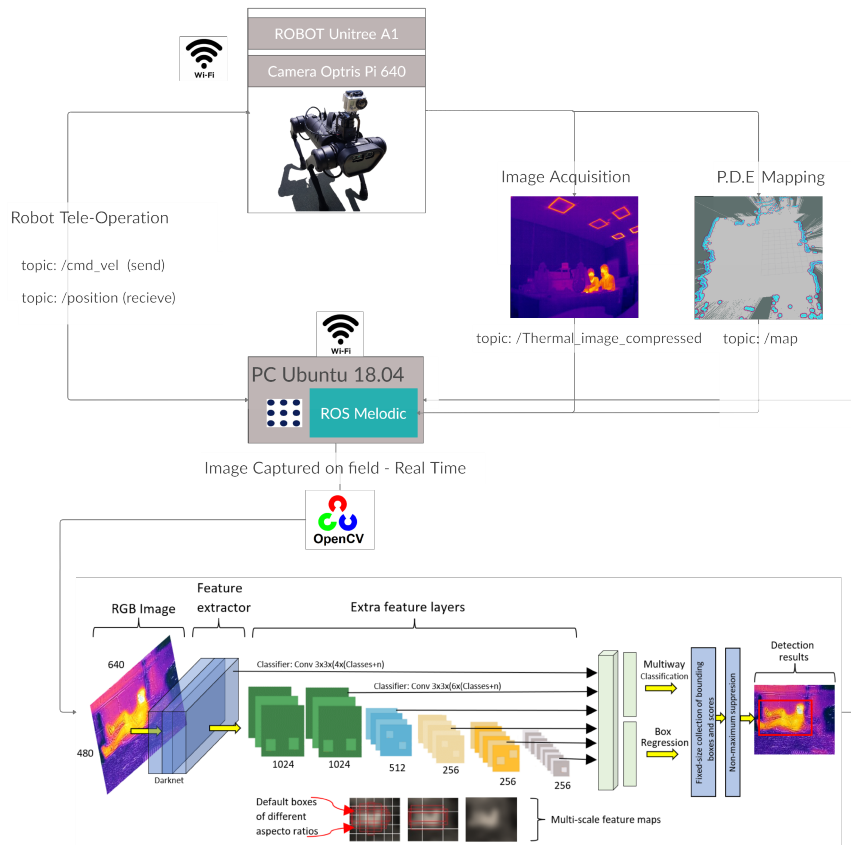 ROBOT Unitree A1
Wi-Fi
Camera Optris Pi 640
Image Acquisition
P.D.E Mapping
Robot Tele-Operation
topic: /cmd_vel (send)
topic: /position (recieve)
topic: /Thermal_image_compressed
topic: /map
Wi-Fi
PC Ubuntu 18.04
ROS Melodic
Image Captured on field - Real Time
OpenCV
RGB Image
Feature
extractor
Extra feature layers
640
480
Darknet
Classifier: Conv 3x3x(4x(Classes+n)
Classifier: Conv 3x3x(6x(Classes+n)
1024
1024
512
256
256
256
Multiway
Classification
Box
Regression
Fixed-size collection of bounding
boxes and scores
Non-maximum suppresion
Detection
results
Default boxes
of different
aspecto ratios
Multi-scale feature maps